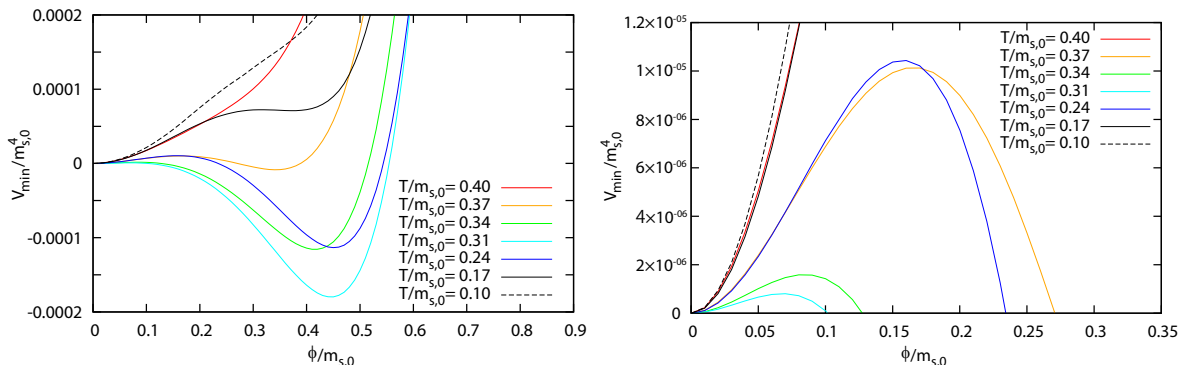 0.0002
0.0001
0
-0.0001
-0.0002
V_min/m⁴_s,0
T/m_s,0= 0.40
T/m_s,0= 0.37
T/m_s,0= 0.34
T/m_s,0= 0.31
T/m_s,0= 0.24
T/m_s,0= 0.17
T/m_s,0= 0.10
0 0.1 0.2 0.3 0.4 0.5 0.6 0.7 0.8 0.9
ϕ/m_s,0
1.2×10⁻⁰⁵
1×10⁻⁰⁵
8×10⁻⁰⁶
6×10⁻⁰⁶
4×10⁻⁰⁶
2×10⁻⁰⁶
0
V_min/m⁴_s,0
T/m_s,0= 0.40
T/m_s,0= 0.37
T/m_s,0= 0.34
T/m_s,0= 0.31
T/m_s,0= 0.24
T/m_s,0= 0.17
T/m_s,0= 0.10
0 0.05 0.1 0.15 0.2 0.25 0.3 0.35
ϕ/m_s,0